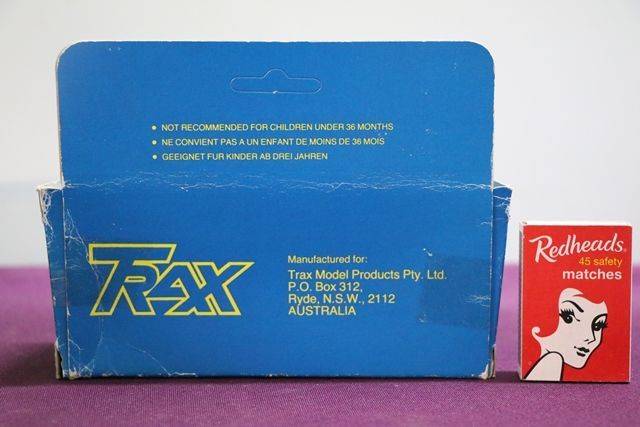 • NOT RECOMMENDED FOR CHILDREN UNDER 36 MONTHS
• NE CONVIENT PAS A UN ENFANT DE MOINS DE 36 MOIS
• GEEIGNET FUR KINDER AB DREI JAHREN
TRAX
Manufactured for:
Trax Model Products Pty. Ltd.
P.O. Box 312,
Ryde, N.S.W., 2112
AUSTRALIA
Redheads
45 safety
matches